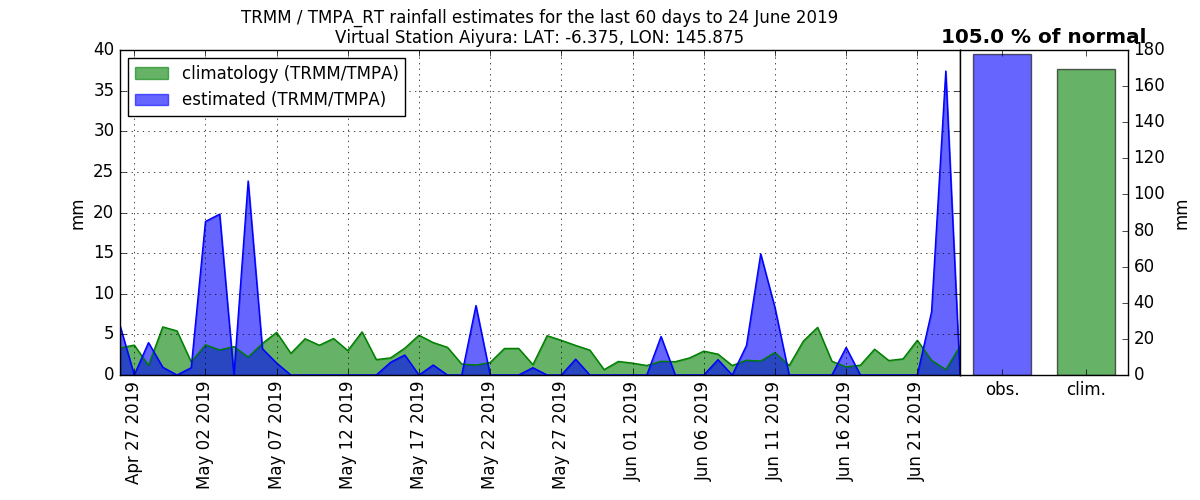 TRMM / TMPA_RT rainfall estimates for the last 60 days to 24 June 2019
Virtual Station Aiyura: LAT: -6.375, LON: 145.875
105.0 % of normal
climatology (TRMM/TMPA)
estimated (TRMM/TMPA)
40
35
30
25
20
15
10
5
0
mm
Apr 27 2019
May 02 2019
May 07 2019
May 12 2019
May 17 2019
May 22 2019
May 27 2019
Jun 01 2019
Jun 06 2019
Jun 11 2019
Jun 16 2019
Jun 21 2019
obs.
clim.
180
160
140
120
100
80
60
40
20
0
mm